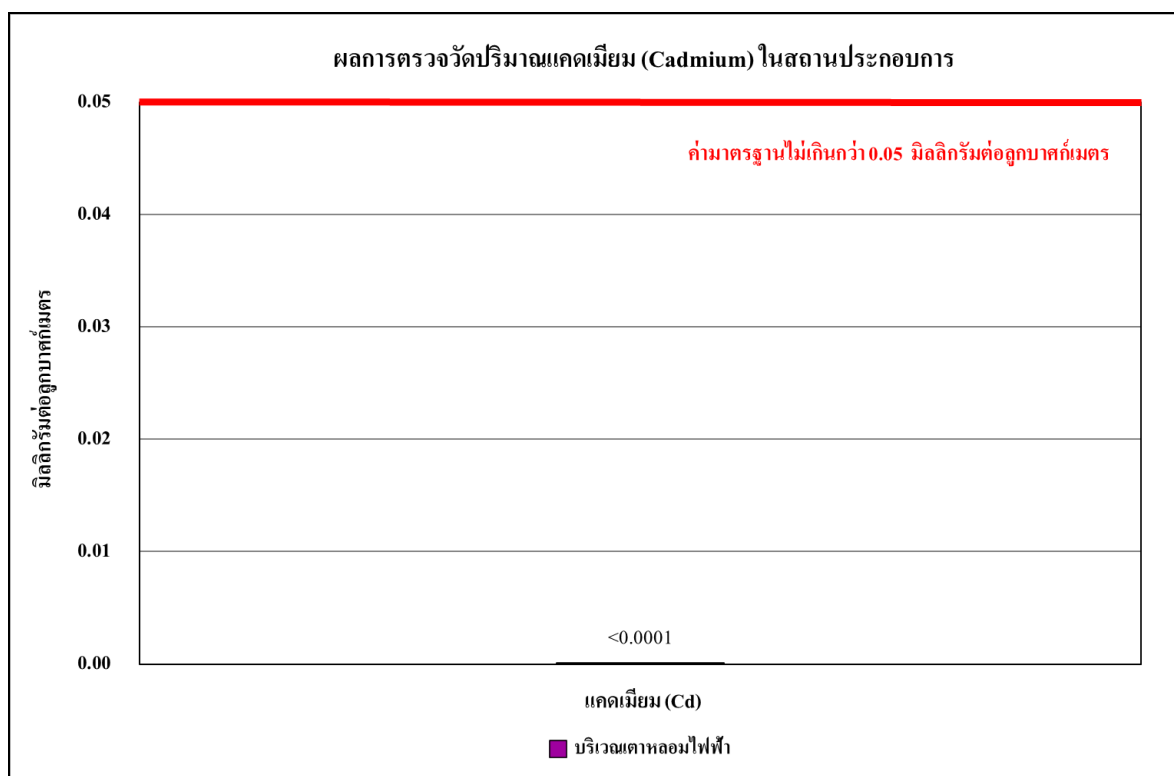 ผลการตรวจวัดปริมาณแคดเมียม (Cadmium) ในสถานประกอบการ
0.05
ค่ามาตรฐานไม่เกินกว่า 0.05 มิลลิกรัมต่อลูกบาศก์เมตร
0.04
0.03
มิลลิกรัมต่อลูกบาศก์เมตร
0.02
0.01
<0.0001
0.00
แคดเมียม (Cd)
บริเวณเตาหลอมไฟฟ้า